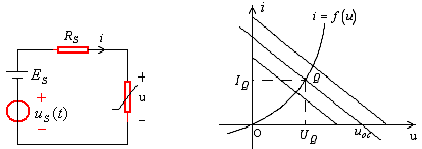 R_S
i
E_S
+
u_S(t)
−
+
u
−
i
i=f(u)
I_Q
Q
O
U_Q
u_oc
u